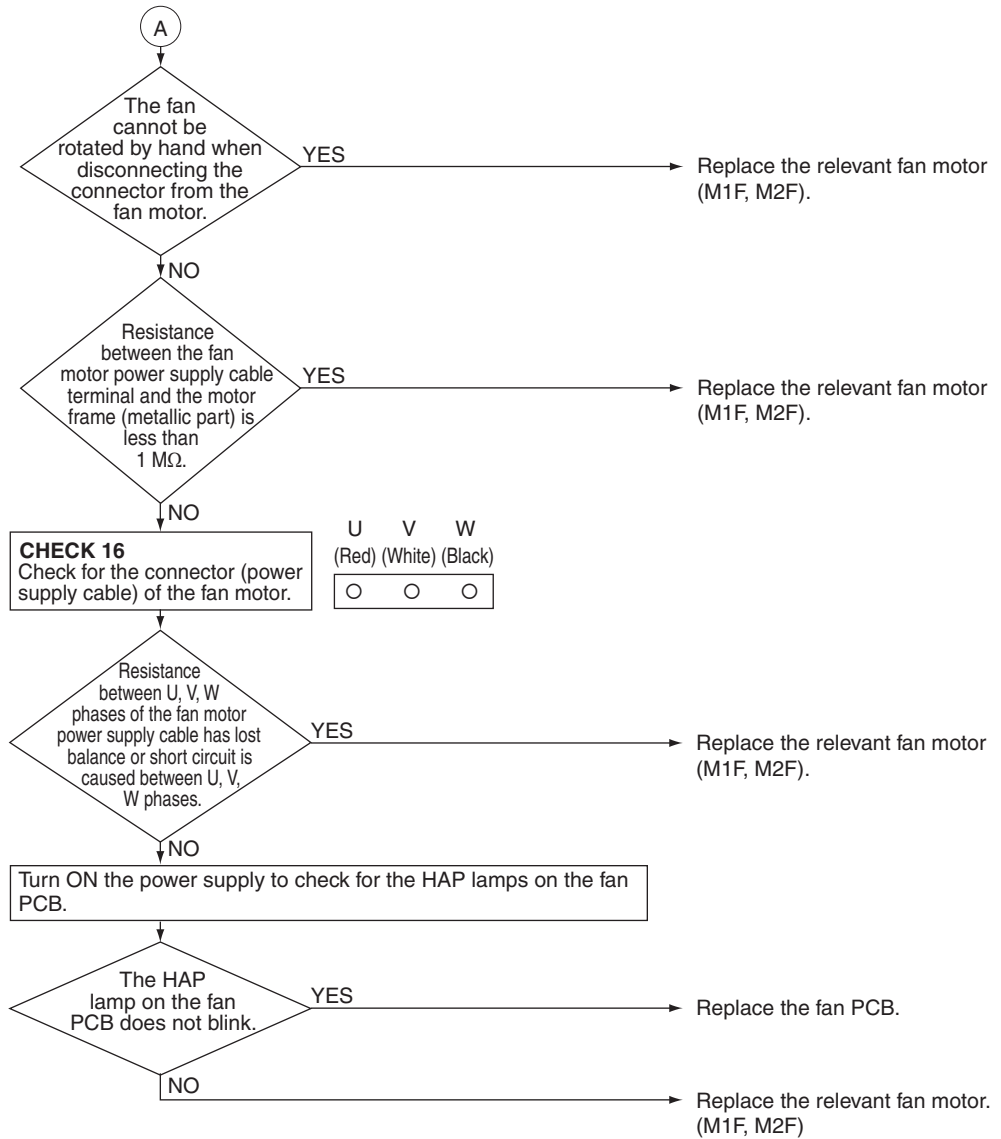 A
The fan
cannot be
rotated by hand when
disconnecting the
connector from the
fan motor.
YES
Replace the relevant fan motor
(M1F, M2F).
NO
Resistance
between the fan
motor power supply cable
terminal and the motor
frame (metallic part) is
less than
1 MΩ.
YES
Replace the relevant fan motor
(M1F, M2F).
NO
CHECK 16
Check for the connector (power
supply cable) of the fan motor.
U V W
(Red) (White) (Black)
Resistance
between U, V, W
phases of the fan motor
power supply cable has lost
balance or short circuit is
caused between U, V,
W phases.
YES
Replace the relevant fan motor
(M1F, M2F).
NO
Turn ON the power supply to check for the HAP lamps on the fan
PCB.
The HAP
lamp on the fan
PCB does not blink.
YES
Replace the fan PCB.
NO
Replace the relevant fan motor.
(M1F, M2F)